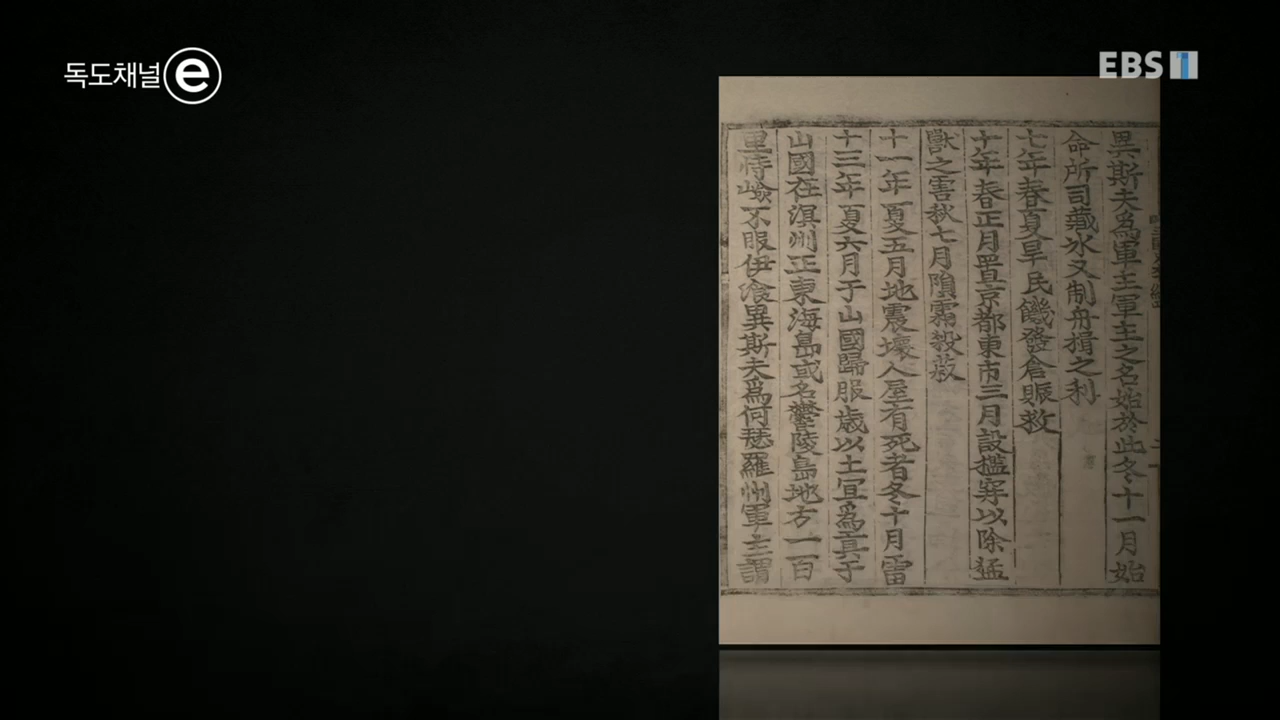 독도채널e
EBS1
異斯夫爲軍主軍主之名始於此冬十一月始
命所司藏氷又制舟楫之利
七年春夏旱民饑發倉賑救
十年春正月置京都東市三月設檻穽以除猛
獸之害秋七月隕霜殺菽
十一年夏五月地震壞人屋有死者冬十月雷
十三年夏六月于山國歸服歲以土宜爲貢于
山國在溟州正東海島或名鬱陵島地方一百
里恃嶮不服伊飡異斯夫爲何瑟羅州軍主謂